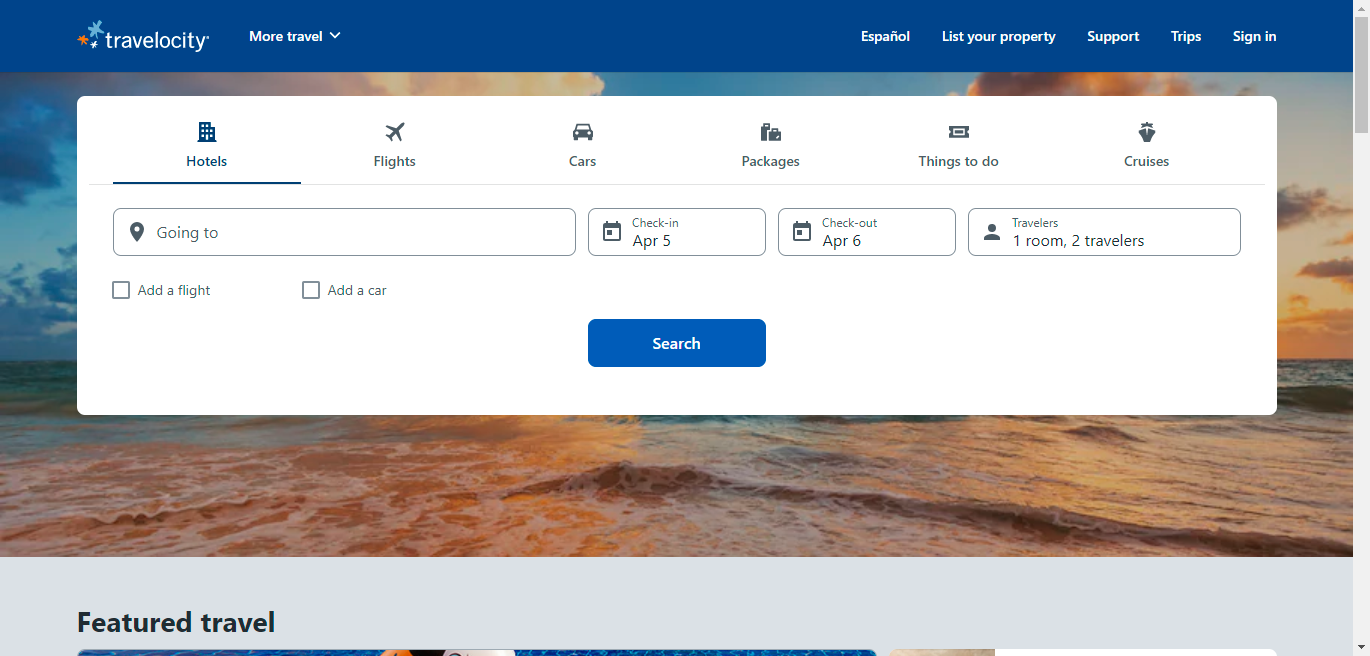 travelocity
More travel
Español
List your property
Support
Trips
Sign in
Hotels
Flights
Cars
Packages
Things to do
Cruises
Going to
Check-in
Apr 5
Check-out
Apr 6
Travelers
1 room, 2 travelers
Add a flight
Add a car
Search
Featured travel